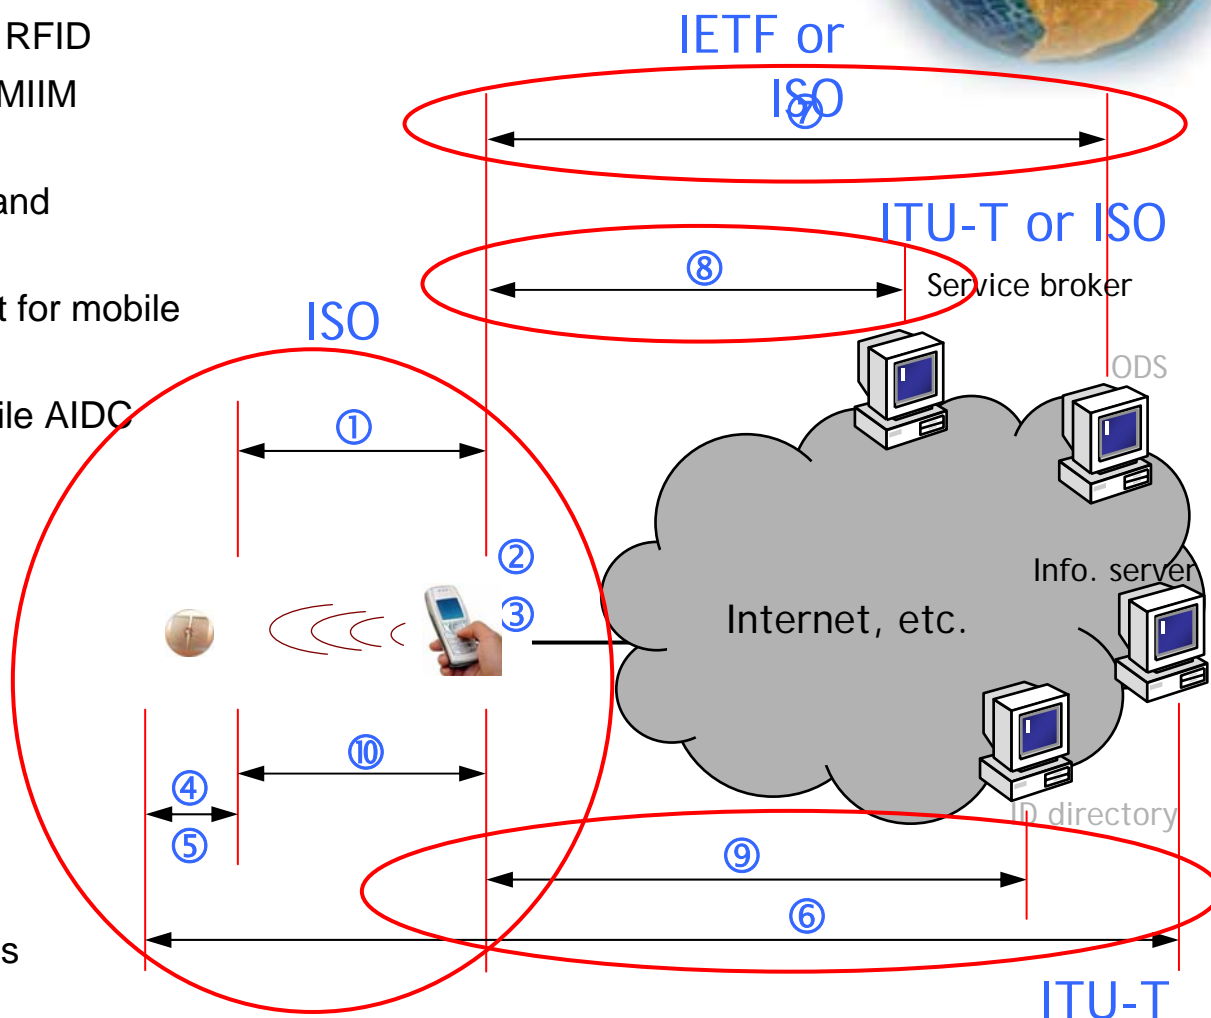 RFID
MIIM
and
t for mobile
ile AIDC
s
IETF or
ISO
⑦
ITU-T or ISO
⑧
Service broker
ISO
ODS
①
②
③
Info. server
Internet, etc.
⑩
④
⑤
ID directory
⑨
⑥
ITU-T